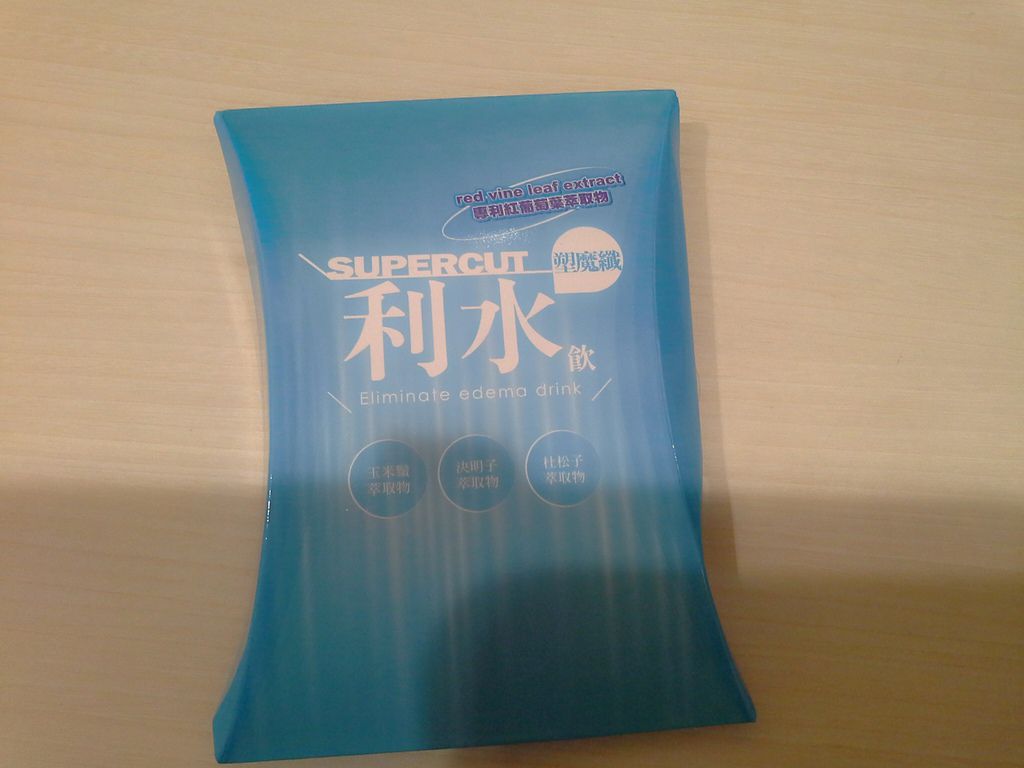 red vine leaf extract
專利紅葡萄葉萃取物
SUPERCUT 塑魔纖
利水飲
Eliminate edema drink
玉米鬚
萃取物
決明子
萃取物
杜松子
萃取物